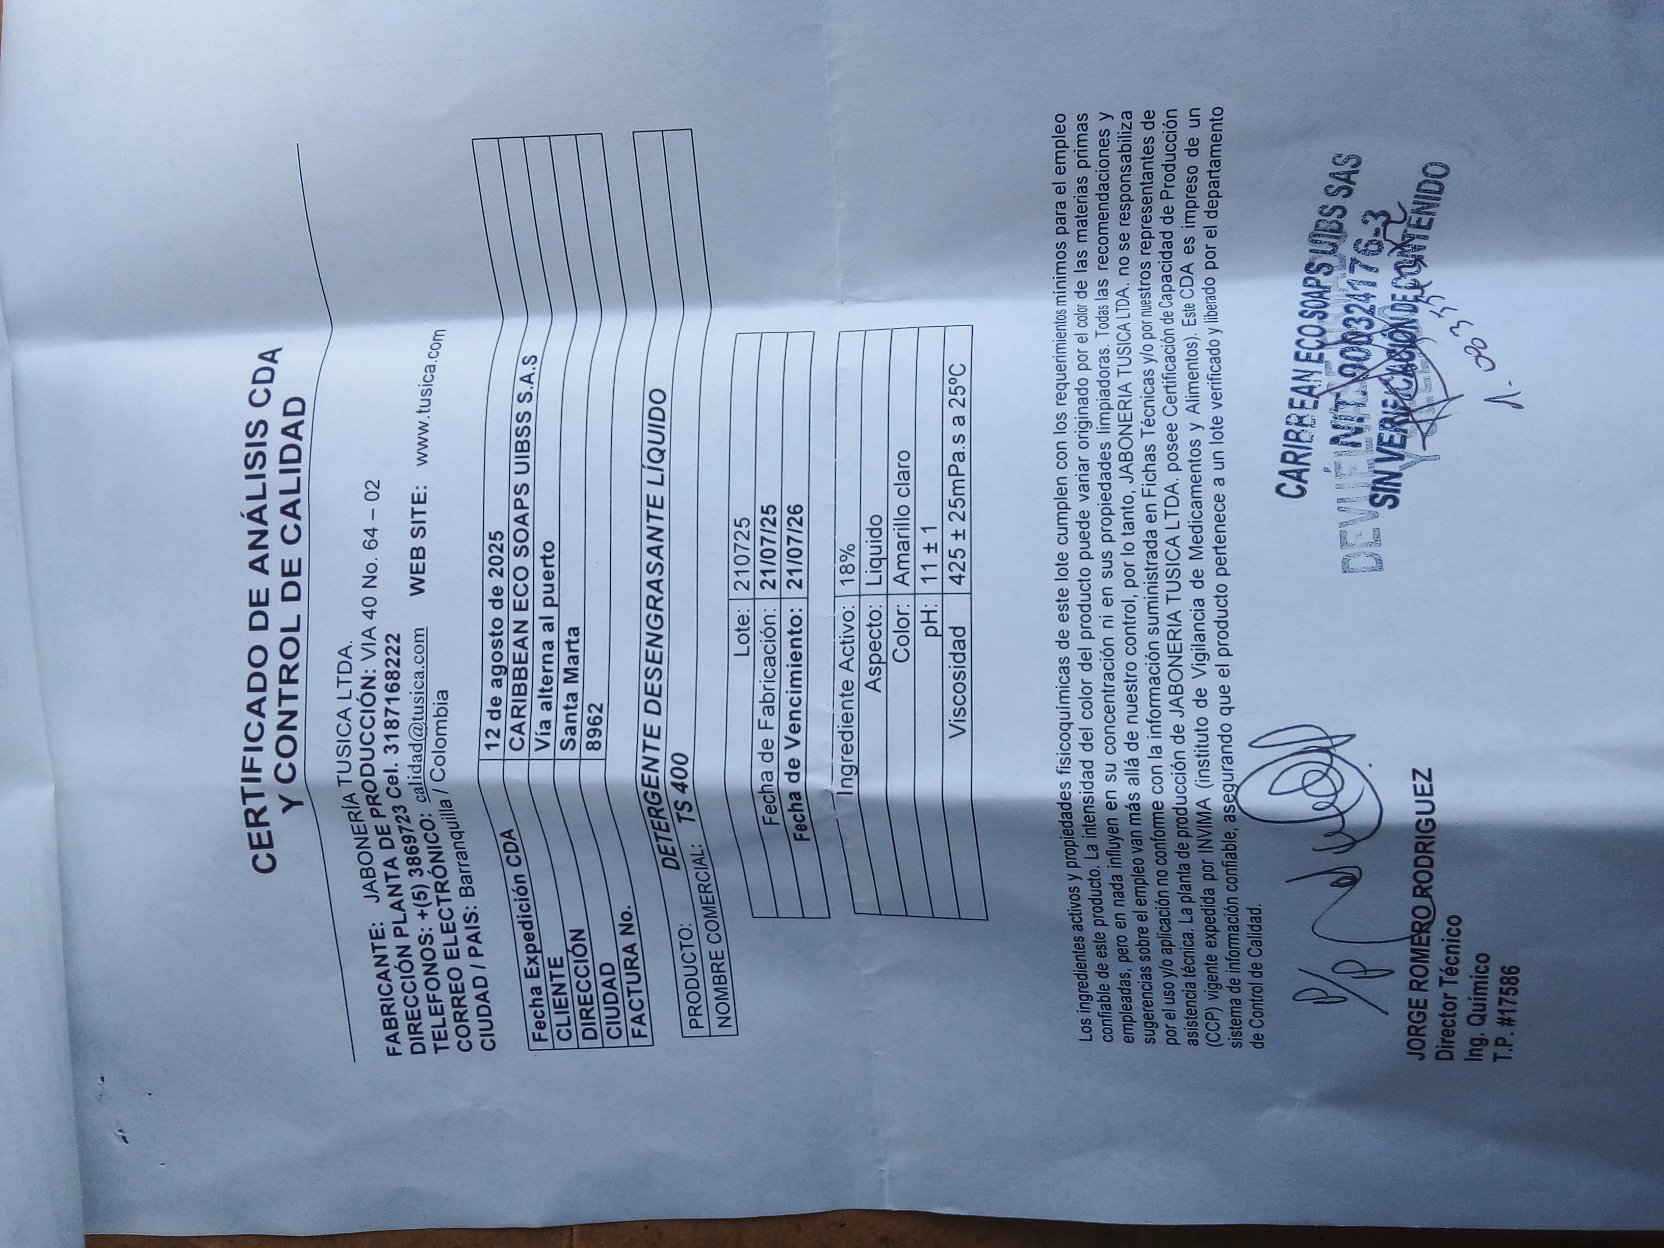 CERTIFICADO DE ANÁLISIS CDA
Y CONTROL DE CALIDAD
FABRICANTE: JABONERÍA TUSICA LTDA.
DIRECCIÓN PLANTA DE PRODUCCIÓN: VIA 40 No. 64 – 02
TELEFONOS: +(5) 3869723 Cel. 3187168222
CORREO ELECTRÓNICO: calidad@tusica.com WEB SITE: www.tusica.com
CIUDAD / PAIS: Barranquilla / Colombia
Fecha Expedición CDA 12 de agosto de 2025
CLIENTE CARIBBEAN ECO SOAPS UIBSS S.A.S
DIRECCIÓN Vía alterna al puerto
CIUDAD Santa Marta
FACTURA No. 8962
PRODUCTO: DETERGENTE DESENGRASANTE LÍQUIDO
NOMBRE COMERCIAL: TS 400
Lote: 210725
Fecha de Fabricación: 21/07/25
Fecha de Vencimiento: 21/07/26
Ingrediente Activo: 18%
Aspecto: Liquido
Color: Amarillo claro
pH: 11 ± 1
Viscosidad 425 ± 25mPa.s a 25ºC
Los ingredientes activos y propiedades fisicoquímicas de este lote cumplen con los requerimientos mínimos para el empleo
confiable de este producto. La intensidad del color del producto puede variar originado por el color de las materias primas
empleadas, pero en nada influyen en su concentración ni en sus propiedades limpiadoras. Todas las recomendaciones y
sugerencias sobre el empleo van más allá de nuestro control, por lo tanto, JABONERIA TUSICA LTDA. no se responsabiliza
por el uso y/o aplicación no conforme con la información suministrada en Fichas Técnicas y/o por nuestros representantes de
asistencia técnica. La planta de producción de JABONERIA TUSICA LTDA. posee Certificación de Capacidad de Producción
(CCP) vigente expedida por INVIMA (instituto de Vigilancia de Medicamentos y Alimentos). Este CDA es impreso de un
sistema de información confiable, asegurando que el producto pertenece a un lote verificado y liberado por el departamento
de Control de Calidad.
P/P
CARIBBEAN ECO SOAPS UIBS SAS
NIT. 900324176-3
SIN VERIFICACIÓN DE CONTENIDO
JORGE ROMERO RODRIGUEZ
Director Técnico
Ing. Químico
T.P. #17586